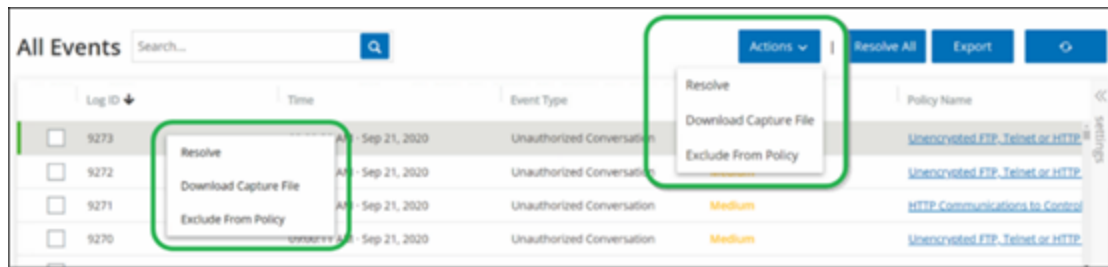 All Events Search... Actions | Resolve All Export
Log ID Time Event Type Policy Name
Resolve
Download Capture File
Exclude From Policy
settings
9273 AM - Sep 21, 2020 Unauthorized Conversation Unencrypted FTP, Telnet or HTTP
Resolve
Download Capture File
Exclude From Policy
9272 AM - Sep 21, 2020 Unauthorized Conversation Medium Unencrypted FTP, Telnet or HTTP
9271 AM - Sep 21, 2020 Unauthorized Conversation Medium HTTP Communications to Control
9270 AM - Sep 21, 2020 Unauthorized Conversation Medium Unencrypted FTP, Telnet or HTTP